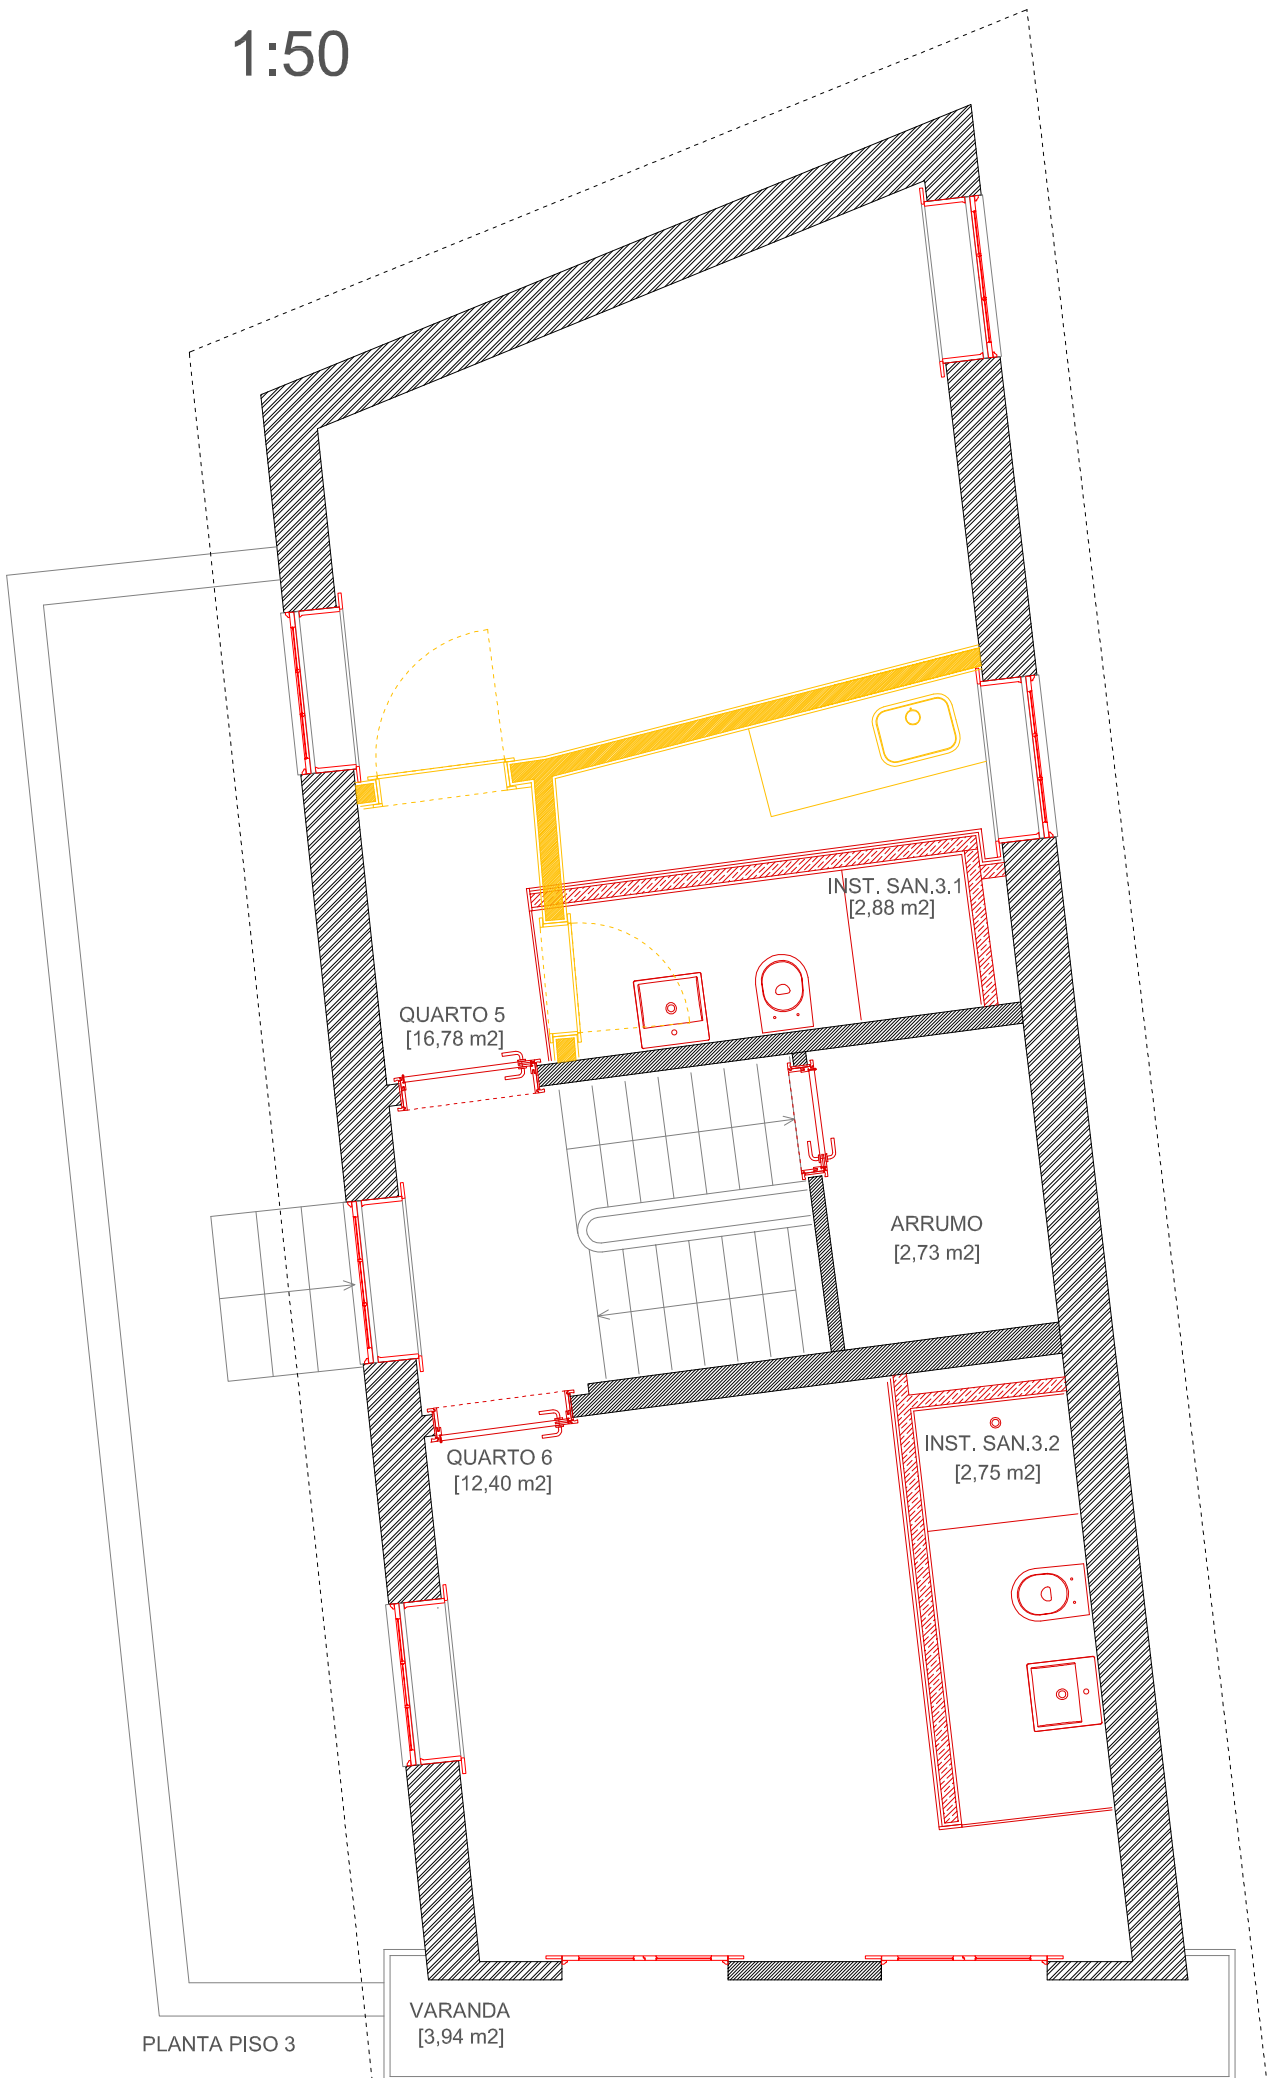 1:50
INST. SAN.3.1
[2,88 m2]
QUARTO 5
[16,78 m2]
ARRUMO
[2,73 m2]
INST. SAN.3.2
[2,75 m2]
QUARTO 6
[12,40 m2]
VARANDA
[3,94 m2]
PLANTA PISO 3